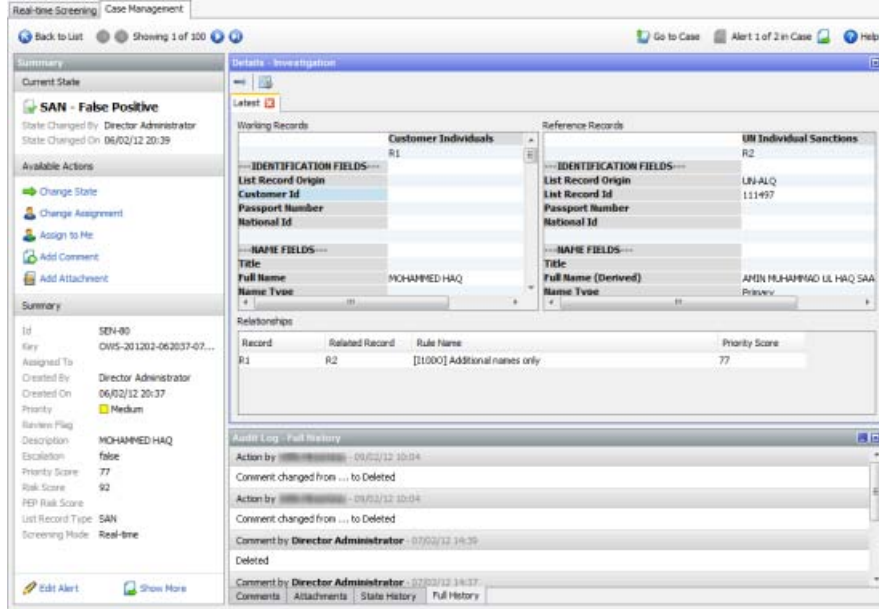 Real-time Screening Case Management
Back to List Showing 1 of 100 Go to Case Alert 1 of 2 in Case Help
Summary
Current State
SAN - False Positive
State Changed By Director Administrator
State Changed On 06/02/12 20:39
Available Actions
Change State
Change Assignment
Assign to Me
Add Comment
Add Attachment
Summary
Id SEN-80
Key OWS-201202-062037-07...
Assigned To
Created By Director Administrator
Created On 06/02/12 20:37
Priority Medium
Review Flag
Description MOHAMMED HAQ
Escalation false
Priority Score 77
Risk Score 92
PEP Risk Score
List Record Type SAN
Screening Mode Real-time
Edit Alert Show More
Details - Investigation
Latest
Working Records
Customer Individuals
R1
---IDENTIFICATION FIELDS---
List Record Origin
Customer Id
Passport Number
National Id
---NAME FIELDS---
Title
Full Name MOHAMMED HAQ
Name Type
Reference Records
UN Individual Sanctions
R2
---IDENTIFICATION FIELDS---
List Record Origin UN-ALQ
List Record Id 111497
Passport Number
National Id
---NAME FIELDS---
Title
Full Name (Derived) AMIN MUHAMMAD UL HAQ SAA
Name Type Primary
Relationships
Record Related Record Rule Name Priority Score
R1 R2 [I1000] Additional names only 77
Audit Log - Full History
Action by - 09/02/12 10:04
Comment changed from ... to Deleted
Action by - 09/02/12 10:04
Comment changed from ... to Deleted
Comment by Director Administrator - 07/02/12 14:39
Deleted
Comment by Director Administrator - 07/02/12 14:37
Comments Attachments State History Full History